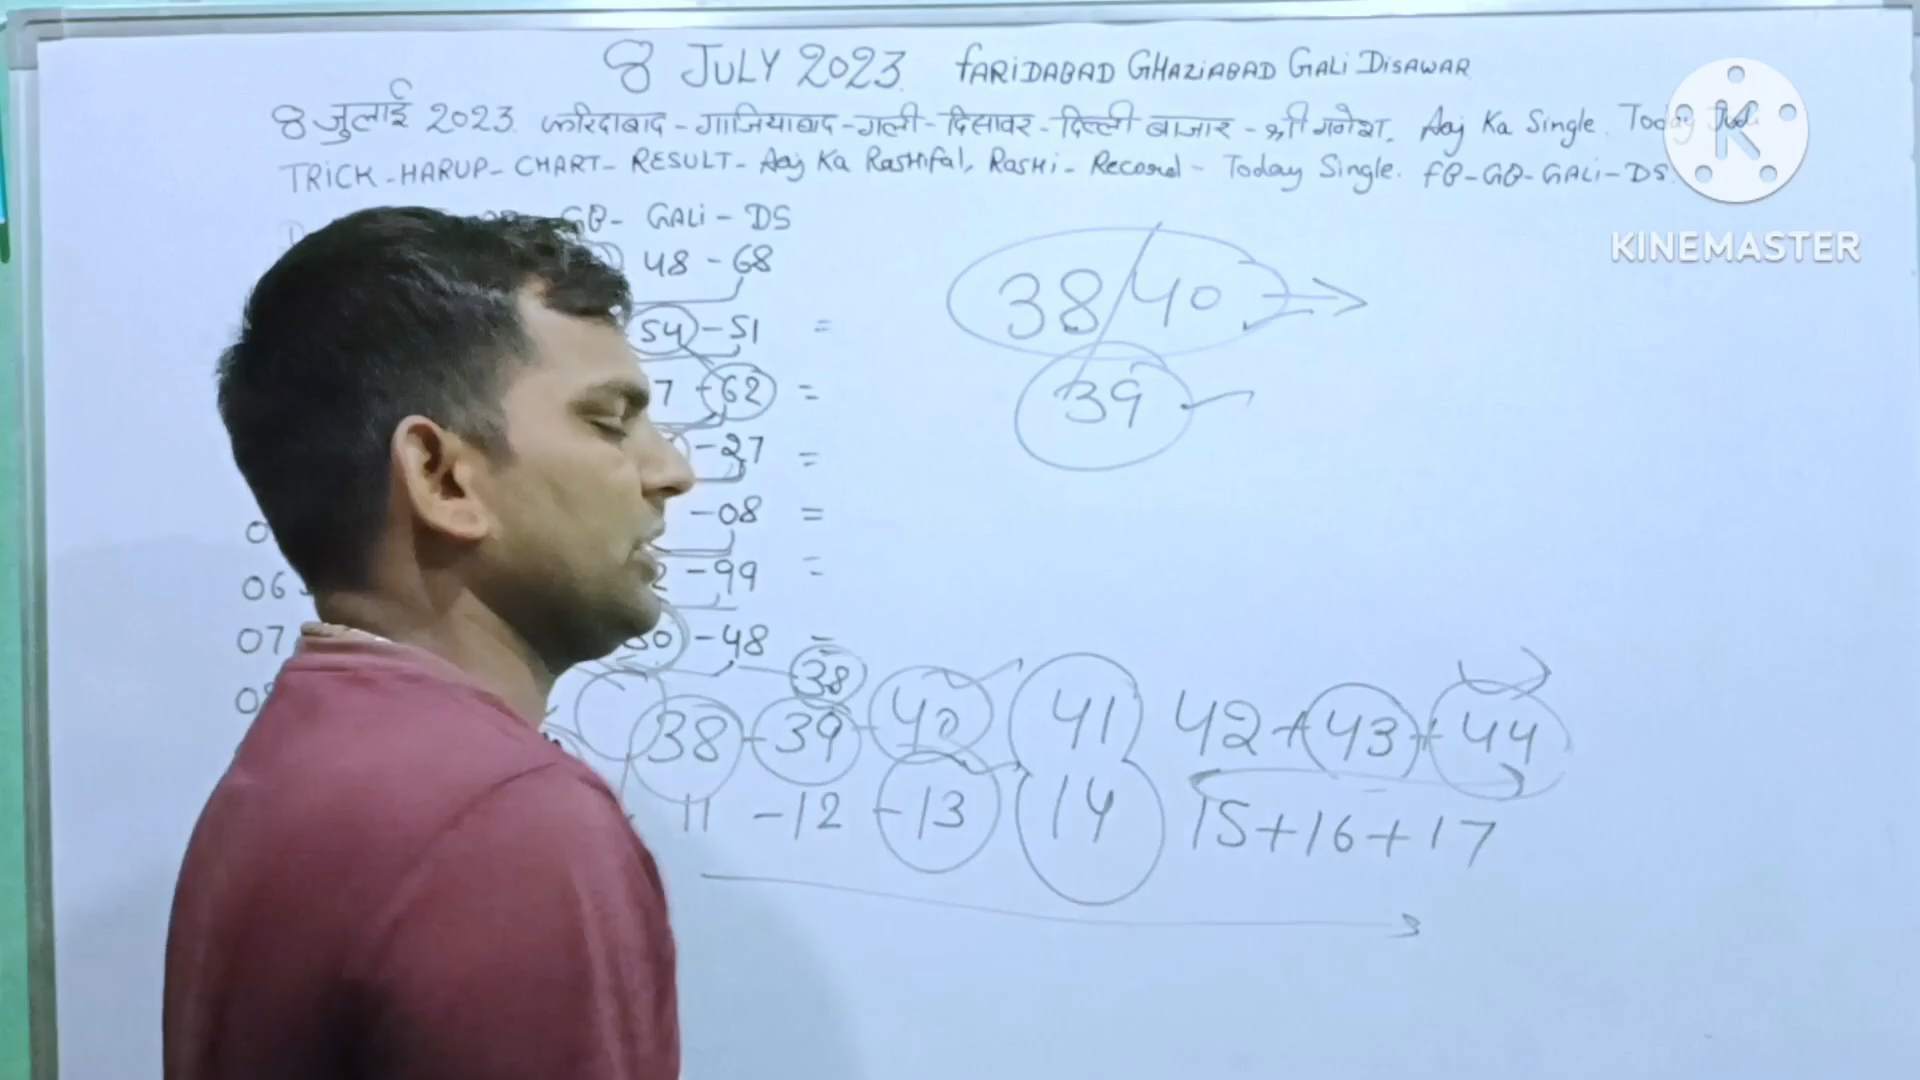 8 JULY 2023. FARIDABAD GHAZIABAD GALI DISAWAR
8 जुलाई 2023. फरिदाबाद - गाजियाबाद - गली - दिसावर - दिल्ली बाजार - श्री गणेश. Aaj Ka Single. Today
TRICK - HARUP - CHART - RESULT - Aaj Ka Rashifal, Rashi - Record - Today Single. FB - GB - GALI - DS.
GB - GALI - DS
48 - 68
54 - 51 =
7 - 62 =
- 27 =
- 08 =
- 99 =
06
07 - 48 =
38
38 - 39 - 40 41 42 + 43 + 44
11 - 12 - 13 14 15 + 16 + 17
38/40
39
K
KINEMASTER